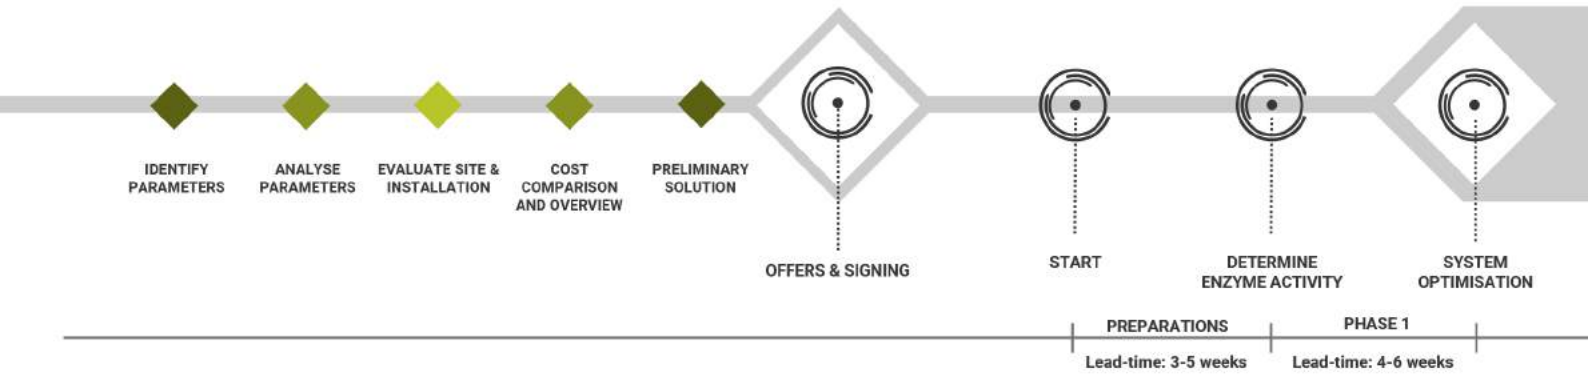 IDENTIFY
PARAMETERS
ANALYSE
PARAMETERS
EVALUATE SITE &
INSTALLATION
COST
COMPARISON
AND OVERVIEW
PRELIMINARY
SOLUTION
OFFERS & SIGNING
START
DETERMINE
ENZYME ACTIVITY
SYSTEM
OPTIMISATION
PREPARATIONS
Lead-time: 3-5 weeks
PHASE 1
Lead-time: 4-6 weeks